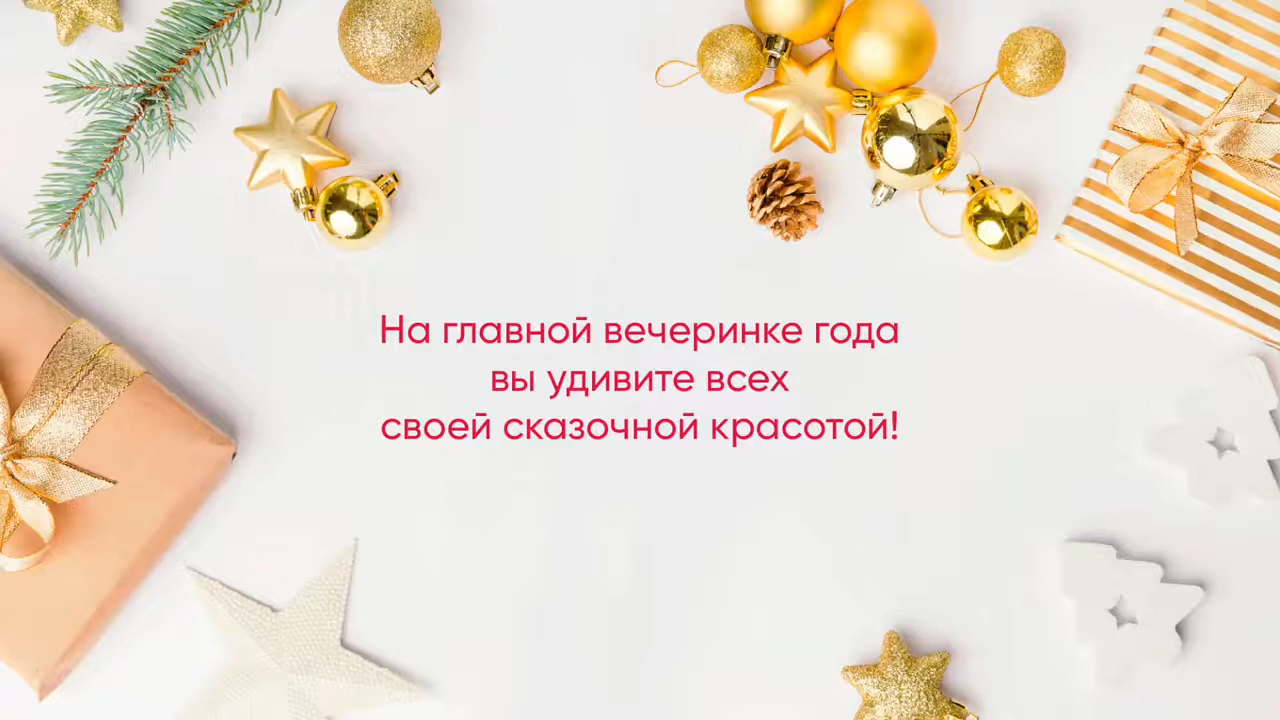 На главной вечеринке года
вы удивите всех
своей сказочной красотой!